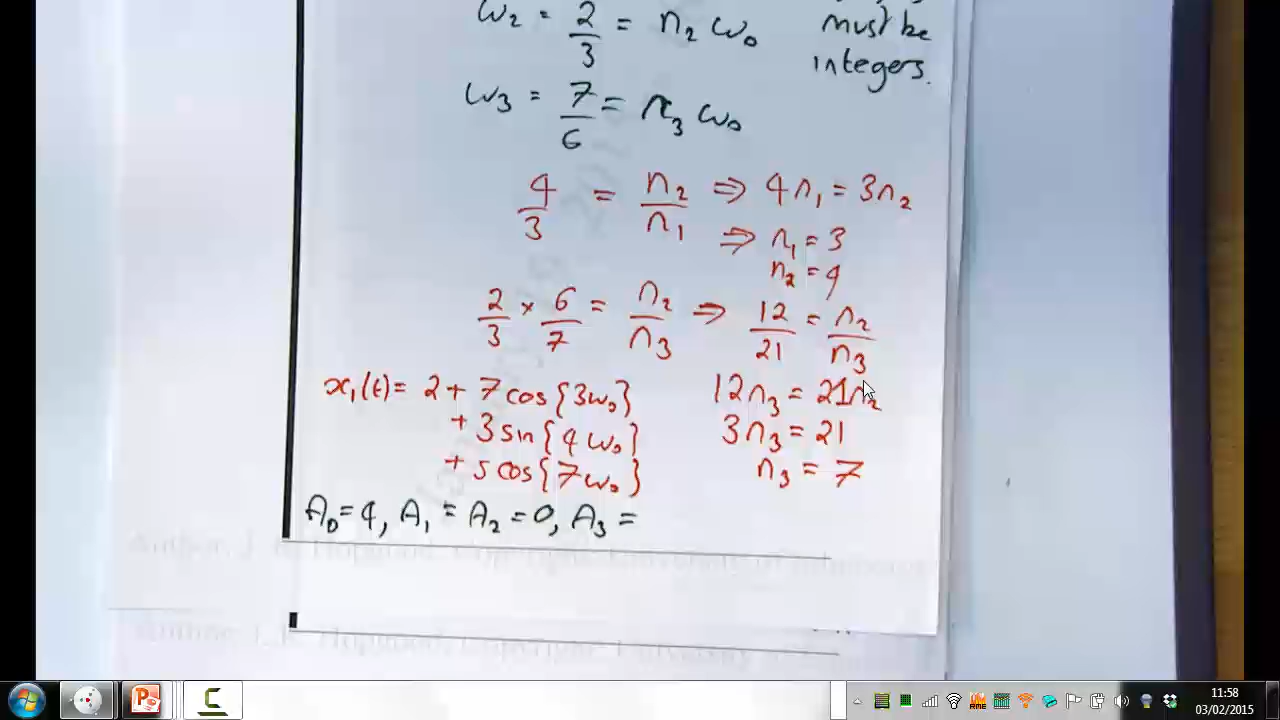 ω₂ = 2/3 = n₂ ω₀
must be
integers.
ω₃ = 7/6 = n₃ ω₀
4/3 = n₂/n₁ ⇒ 4n₁ = 3n₂
⇒ n₁ = 3
n₂ = 4
2/3 × 6/7 = n₂/n₃ ⇒ 12/21 = n₂/n₃
x₁(t) = 2 + 7 cos{3ω₀}
+ 3 sin{4ω₀}
+ 5 cos{7ω₀}
12n₃ = 21n₂
3n₃ = 21
n₃ = 7
A₀ = 4, A₁ = A₂ = 0, A₃ =
11:58
03/02/2015